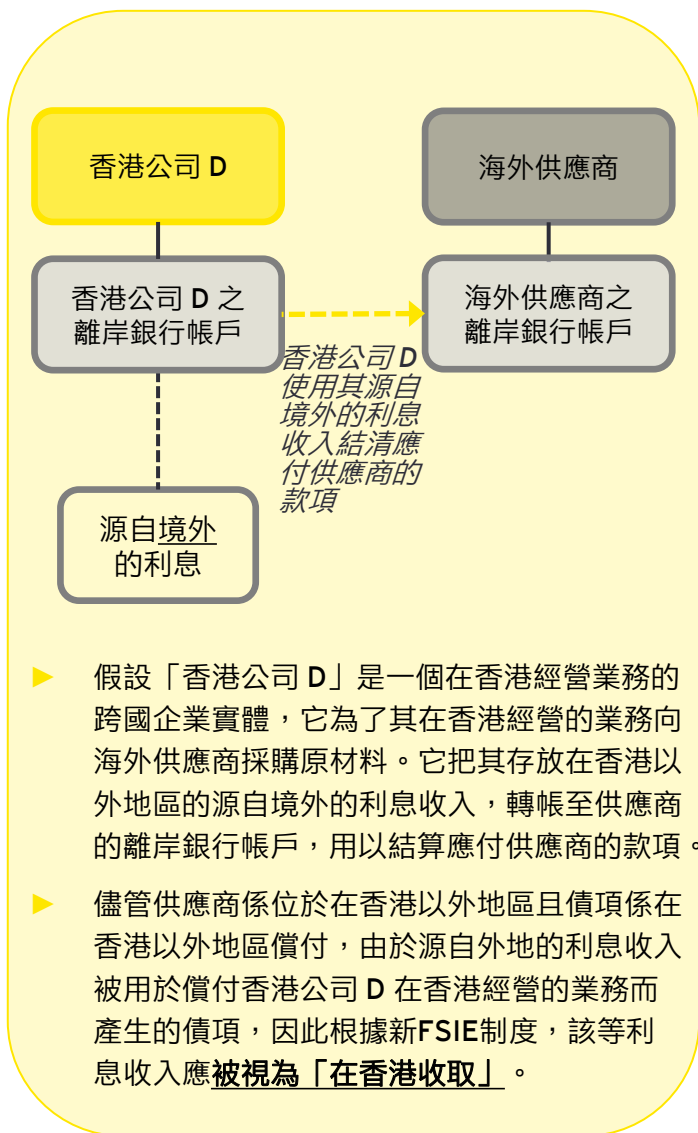 香港公司 D
海外供應商
香港公司 D 之
離岸銀行帳戶
海外供應商之
離岸銀行帳戶
香港公司 D
使用其源自
境外的利息
收入結清應
付供應商的
款項
源自境外
的利息
► 假設「香港公司 D」是一個在香港經營業務的
跨國企業實體，它為了其在香港經營的業務向
海外供應商採購原材料。它把其存放在香港以
外地區的源自境外的利息收入，轉帳至供應商
的離岸銀行帳戶，用以結算應付供應商的款項。
► 儘管供應商係位於在香港以外地區且債項係在
香港以外地區償付，由於源自外地的利息收入
被用於償付香港公司 D 在香港經營的業務而
產生的債項，因此根據新FSIE制度，該等利
息收入應被視為「在香港收取」。